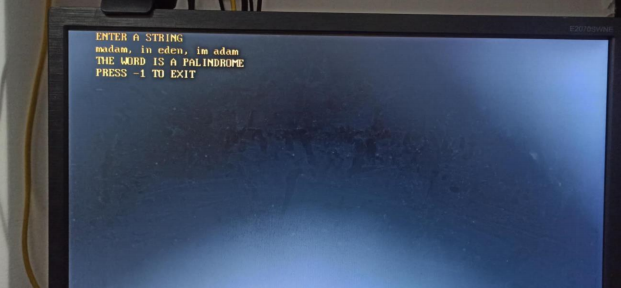 ENTER A STRING
madam, in eden, im adam
THE WORD IS A PALINDROME
PRESS -1 TO EXIT